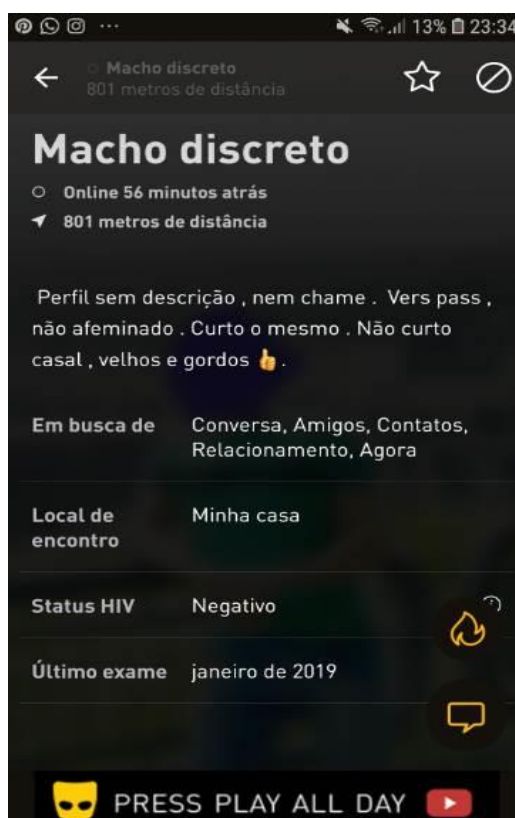 13% 23:34
Macho discreto
801 metros de distância
Macho discreto
Online 56 minutos atrás
801 metros de distância
Perfil sem descrição , nem chame . Vers pass ,
não afeminado . Curto o mesmo . Não curto
casal , velhos e gordos 👍 .
Em busca de Conversa, Amigos, Contatos,
Relacionamento, Agora
Local de Minha casa
encontro
Status HIV Negativo
Último exame janeiro de 2019
PRESS PLAY ALL DAY